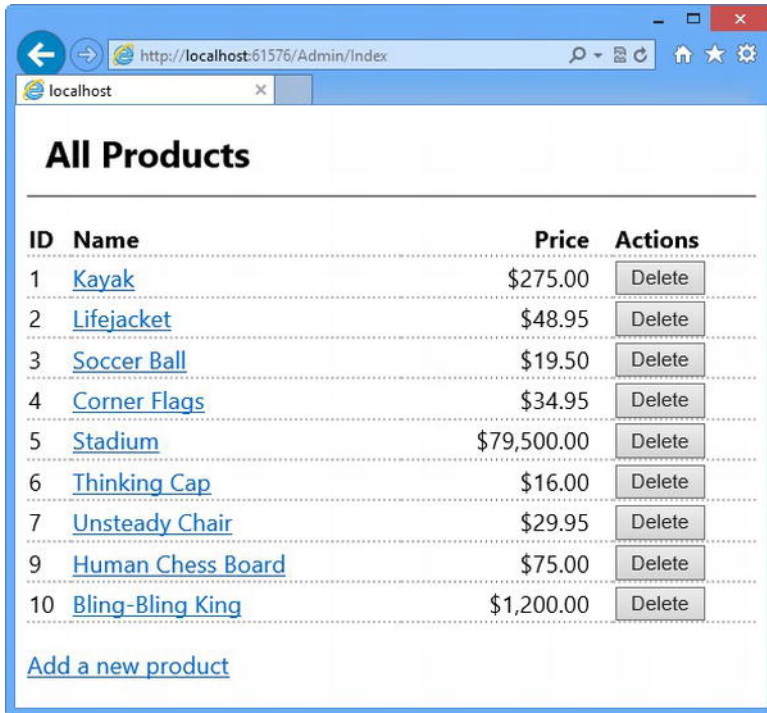 http://localhost:61576/Admin/Index
localhost
All Products
ID Name Price Actions
1 Kayak $275.00 Delete
2 Lifejacket $48.95 Delete
3 Soccer Ball $19.50 Delete
4 Corner Flags $34.95 Delete
5 Stadium $79,500.00 Delete
6 Thinking Cap $16.00 Delete
7 Unsteady Chair $29.95 Delete
9 Human Chess Board $75.00 Delete
10 Bling-Bling King $1,200.00 Delete
Add a new product